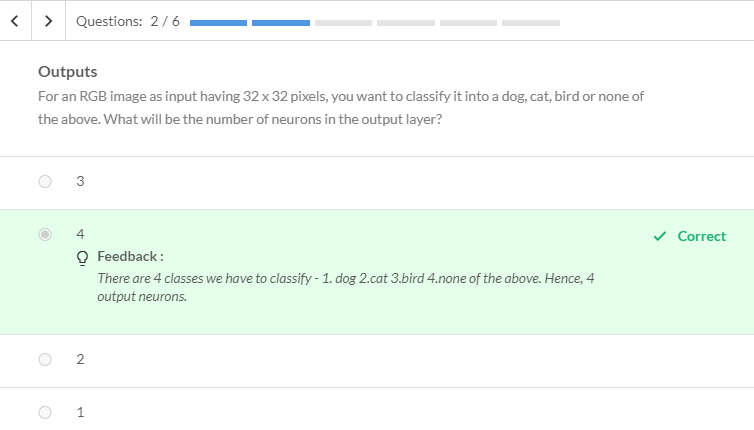 Questions: 2 / 6
Outputs
For an RGB image as input having 32 x 32 pixels, you want to classify it into a dog, cat, bird or none of
the above. What will be the number of neurons in the output layer?
3
4
Correct
Feedback :
There are 4 classes we have to classify - 1. dog 2.cat 3.bird 4.none of the above. Hence, 4
output neurons.
2
1